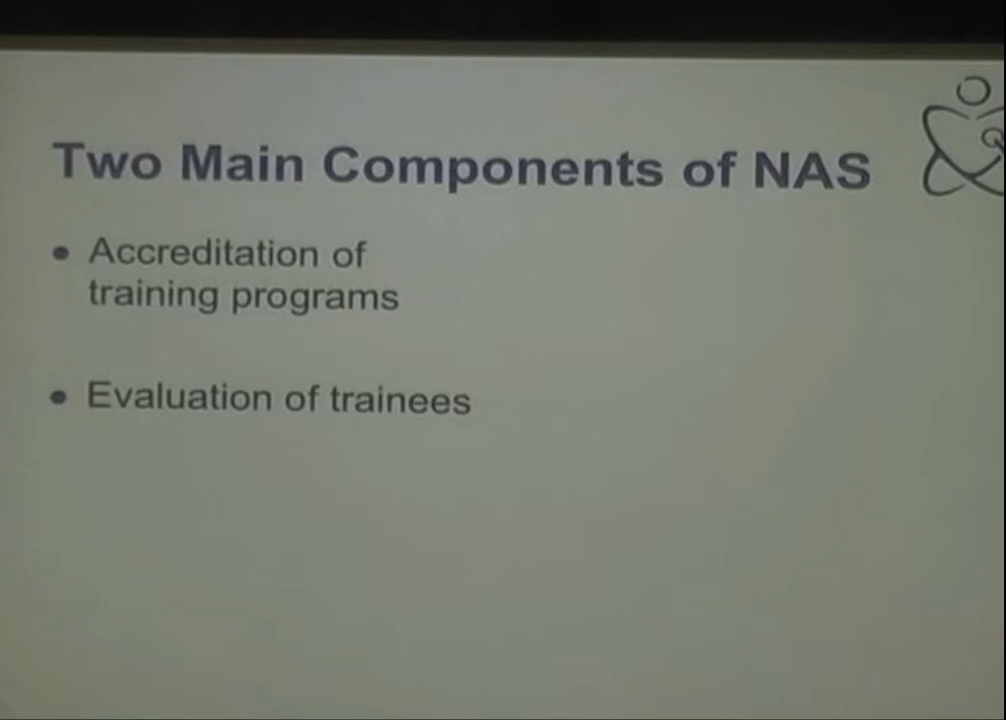 Two Main Components of NAS
• Accreditation of
training programs
• Evaluation of trainees